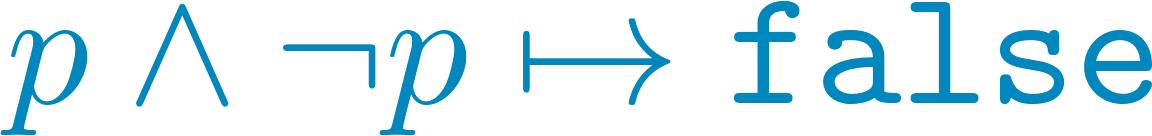 p ∧ ¬p ↦ false